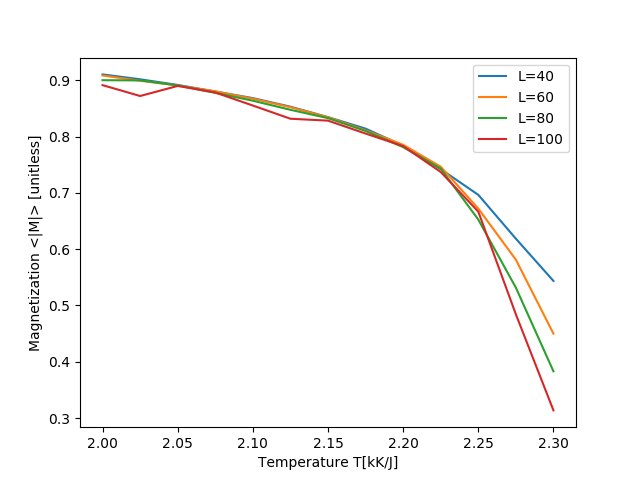 L=40
L=60
L=80
L=100
Magnetization <|M|> [unitless]
0.9
0.8
0.7
0.6
0.5
0.4
0.3
2.00 2.05 2.10 2.15 2.20 2.25 2.30
Temperature T[kK/J]